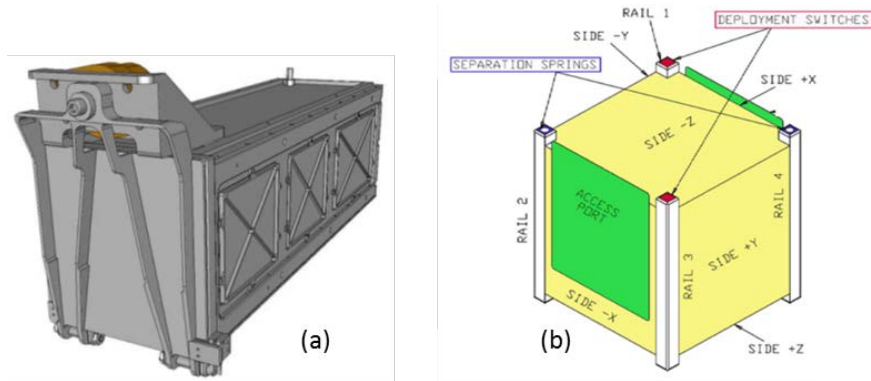 RAIL 1
DEPLOYMENT SWITCHES
SIDE -Y
SEPARATION SPRINGS
SIDE +X
SIDE -Z
ACCESS
PORT
RAIL 2
RAIL 3
RAIL 4
SIDE +Y
SIDE -X
SIDE +Z
(a)
(b)